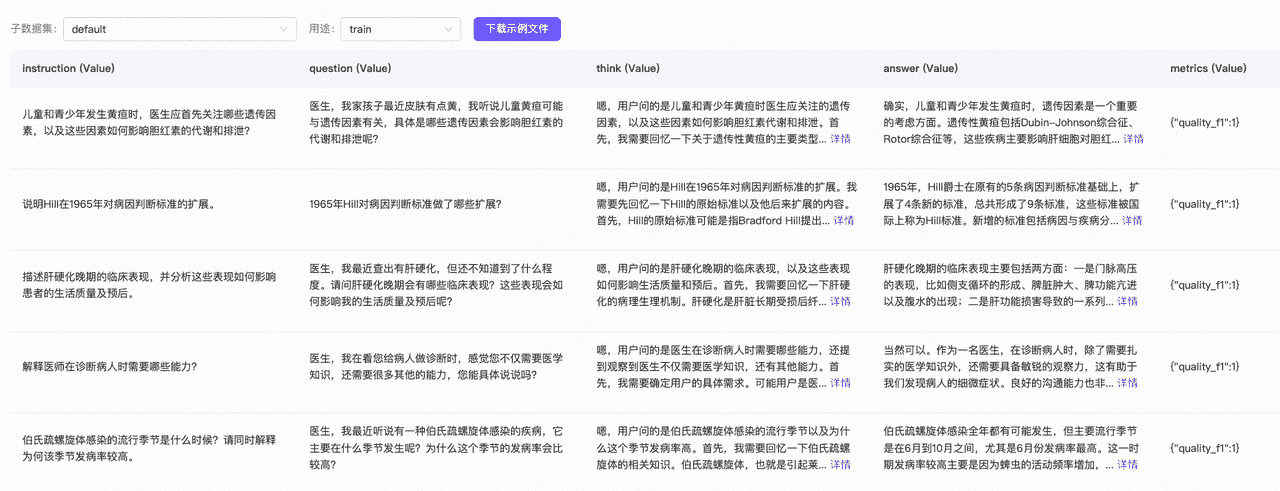 子数据集: default 用途: train 下载示例文件
instruction (Value) question (Value) think (Value) answer (Value) metrics (Value)
儿童和青少年发生黄疸时，医生应首先关注哪些遗传因
素，以及这些因素如何影响胆红素的代谢和排泄?
医生，我家孩子最近皮肤有点黄，我听说儿童黄疸可能
与遗传因素有关，具体是哪些遗传因素会影响胆红素的
代谢和排泄呢?
嗯，用户问的是儿童和青少年黄疸时医生应关注的遗传
因素，以及这些因素如何影响胆红素的代谢和排泄。首
先，我需要回忆一下关于遗传性黄疸的主要类型... 详情
确实，儿童和青少年发生黄疸时，遗传因素是一个重要
的考虑方面。遗传性黄疸包括Dubin-Johnson综合征、
Rotor综合征等，这些疾病主要影响肝细胞对胆红... 详情
{"quality_f1":1}
说明Hill在1965年对病因判断标准的扩展。
1965年Hill对病因判断标准做了哪些扩展?
嗯，用户问的是Hill在1965年对病因判断标准的扩展。我
需要先回忆一下Hill的原始标准以及他后来扩展的内容。
首先，Hill的原始标准可能是指Bradford Hill提出... 详情
1965年，Hill爵士在原有的5条病因判断标准基础上，扩
展了4条新的标准，总共形成了9条标准，这些标准被国
际上称为Hill标准。新增的标准包括病因与疾病分... 详情
{"quality_f1":1}
描述肝硬化晚期的临床表现，并分析这些表现如何影响
患者的生活质量及预后。
医生，我最近查出有肝硬化，但还不知道到了什么程
度。请问肝硬化晚期会有哪些临床表现？这些表现会如
何影响我的生活质量及预后呢?
嗯，用户问的是肝硬化晚期的临床表现，以及这些表现
如何影响生活质量和预后。首先，我需要回忆一下肝硬
化的病理生理机制。肝硬化是肝脏长期受损后纤... 详情
肝硬化晚期的临床表现主要包括两方面：一是门脉高压
的表现，比如侧支循环的形成、脾脏肿大、脾功能亢进
以及腹水的出现；二是肝功能损害导致的一系列... 详情
{"quality_f1":1}
解释医师在诊断病人时需要哪些能力?
医生，我在看您给病人做诊断时，感觉您不仅需要医学
知识，还需要很多其他的能力，您能具体说说吗?
嗯，用户问的是医生在诊断病人时需要哪些能力，还提
到观察到医生不仅需要医学知识，还有其他能力。首
先，我需要确定用户的具体需求。可能用户是医... 详情
当然可以。作为一名医生，在诊断病人时，除了需要扎
实的医学知识外，还需要具备敏锐的观察力，这有助于
我们发现病人的细微症状。良好的沟通能力也非... 详情
{"quality_f1":1}
伯氏疏螺旋体感染的流行季节是什么时候？请同时解释
为何该季节发病率较高。
医生，我最近听说有一种伯氏疏螺旋体感染的疾病，它
主要在什么季节发生呢？为什么这个季节的发病率会比
较高?
嗯，用户问的是伯氏疏螺旋体感染的流行季节以及为什
么这个季节发病率高。首先，我需要回忆一下伯氏疏螺
旋体的相关知识。伯氏疏螺旋体，也就是引起莱... 详情
伯氏疏螺旋体感染全年都有可能发生，但主要流行季节
是在6月到10月之间，尤其是6月份发病率最高。这一时
期发病率较高主要是因为蜱虫的活动频率增加，... 详情
{"quality_f1":1}